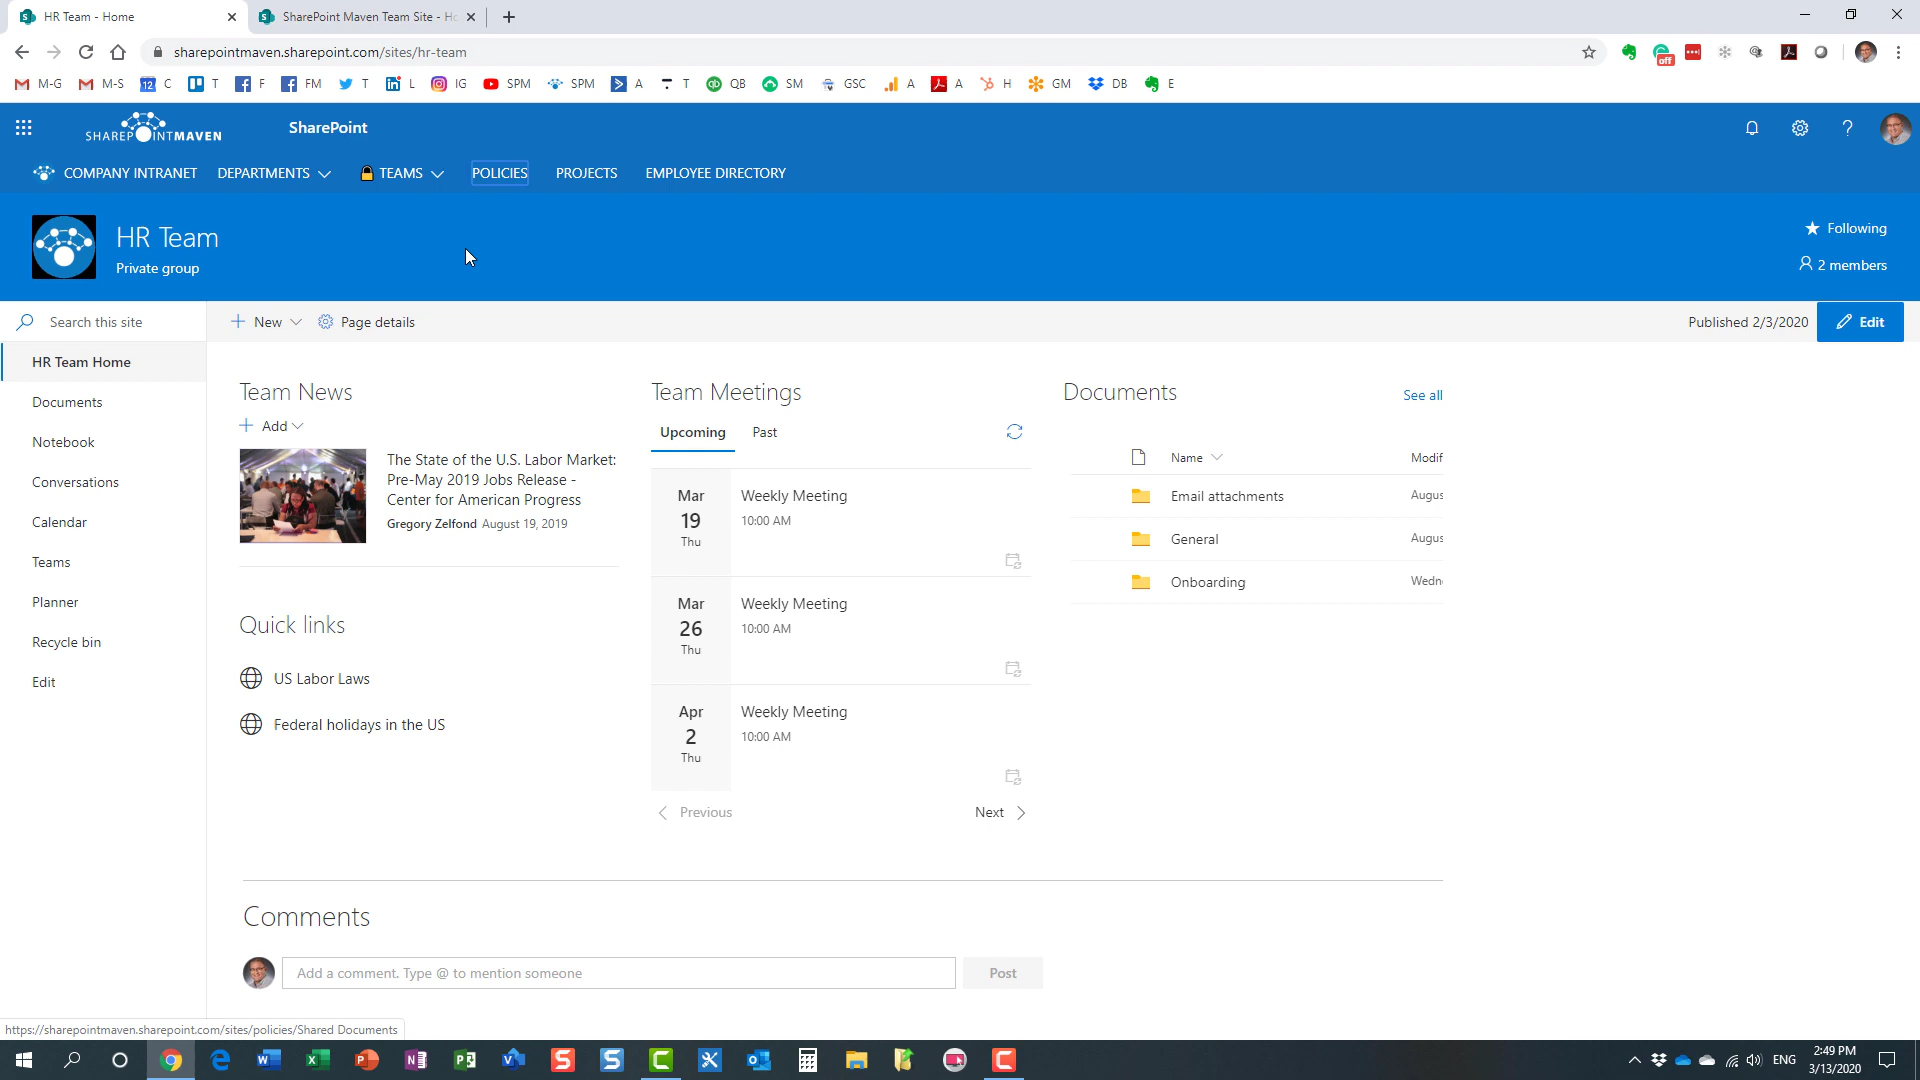 HR Team - Home
SharePoint Maven Team Site - Ho
sharepointmaven.sharepoint.com/sites/hr-team
off
M-G M-S 12 C T F FM T L IG SPM SPM A T QB SM GSC A A H GM DB E
SHAREPOINTMAVEN
SharePoint
COMPANY INTRANET DEPARTMENTS TEAMS POLICIES PROJECTS EMPLOYEE DIRECTORY
HR Team
Private group
Following
2 members
Search this site
New Page details
Published 2/3/2020 Edit
HR Team Home
Documents
Notebook
Conversations
Calendar
Teams
Planner
Recycle bin
Edit
Team News
Add
The State of the U.S. Labor Market:
Pre-May 2019 Jobs Release -
Center for American Progress
Gregory Zelfond August 19, 2019
Quick links
US Labor Laws
Federal holidays in the US
Team Meetings
Upcoming Past
Mar
19
Thu
Weekly Meeting
10:00 AM
Mar
26
Thu
Weekly Meeting
10:00 AM
Apr
2
Thu
Weekly Meeting
10:00 AM
Previous Next
Documents See all
Name Modif
Email attachments Augus
General Augus
Onboarding Wedn
Comments
Add a comment. Type @ to mention someone Post
https://sharepointmaven.sharepoint.com/sites/policies/Shared Documents
ENG
2:49 PM
3/13/2020